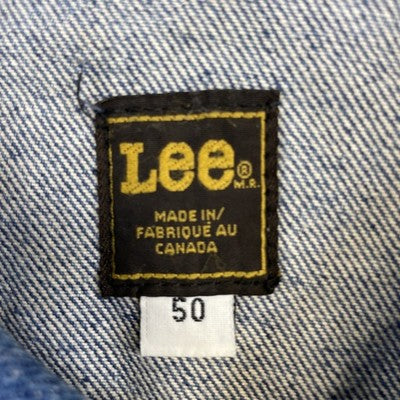 Lee®
M.R.
MADE IN/
FABRIQUÉ AU
CANADA
50